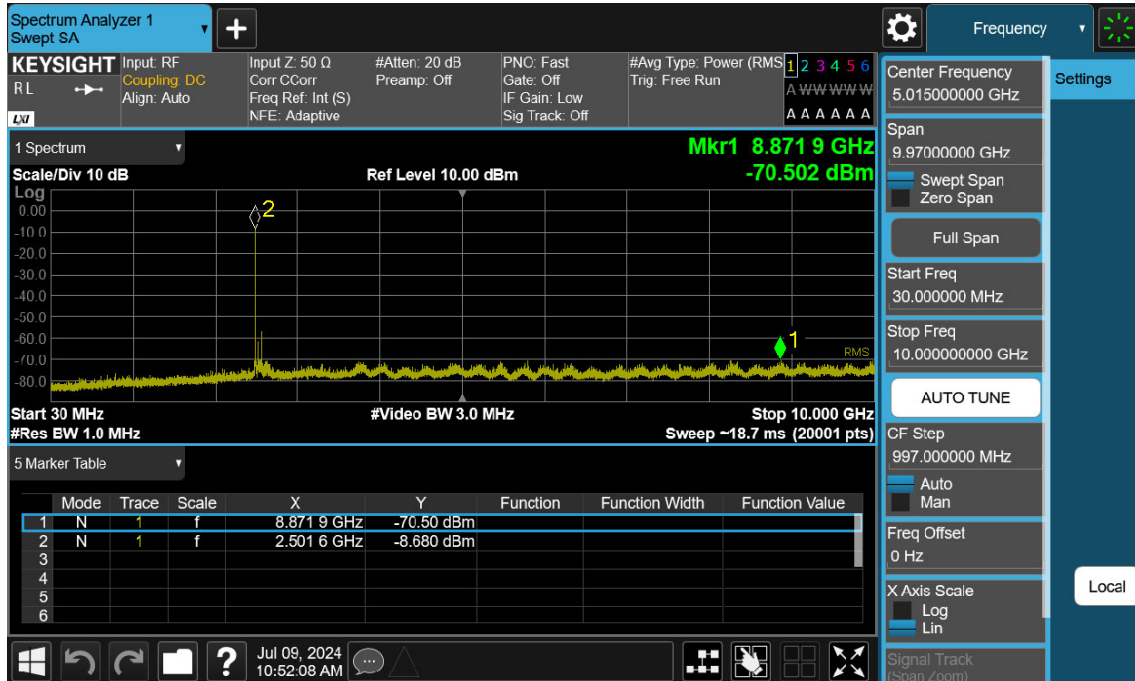 Spectrum Analyzer 1
Swept SA
+
Frequency
KEYSIGHT
RL
LXI
Input: RF
Coupling: DC
Align: Auto
Input Z: 50 Ω
Corr CCorr
Freq Ref: Int (S)
NFE: Adaptive
#Atten: 20 dB
Preamp: Off
PNO: Fast
Gate: Off
IF Gain: Low
Sig Track: Off
#Avg Type: Power (RMS
Trig: Free Run
1 2 3 4 5 6
A W W W W W
A A A A A A
1 Spectrum
Scale/Div 10 dB
Ref Level 10.00 dBm
Mkr1 8.871 9 GHz
-70.502 dBm
Log
0.00
-10.0
-20.0
-30.0
-40.0
-50.0
-60.0
-70.0
-80.0
2
1
RMS
Start 30 MHz
#Video BW 3.0 MHz
Stop 10.000 GHz
#Res BW 1.0 MHz
Sweep ~18.7 ms (20001 pts)
5 Marker Table
Mode Trace Scale X Y Function Function Width Function Value
1 N 1 f 8.871 9 GHz -70.50 dBm
2 N 1 f 2.501 6 GHz -8.680 dBm
3
4
5
6
?
Jul 09, 2024
10:52:08 AM
Center Frequency
5.015000000 GHz
Span
9.97000000 GHz
Swept Span
Zero Span
Full Span
Start Freq
30.000000 MHz
Stop Freq
10.000000000 GHz
AUTO TUNE
CF Step
997.000000 MHz
Auto
Man
Freq Offset
0 Hz
X Axis Scale
Log
Lin
Signal Track
(Span Zoom)
Settings
Local